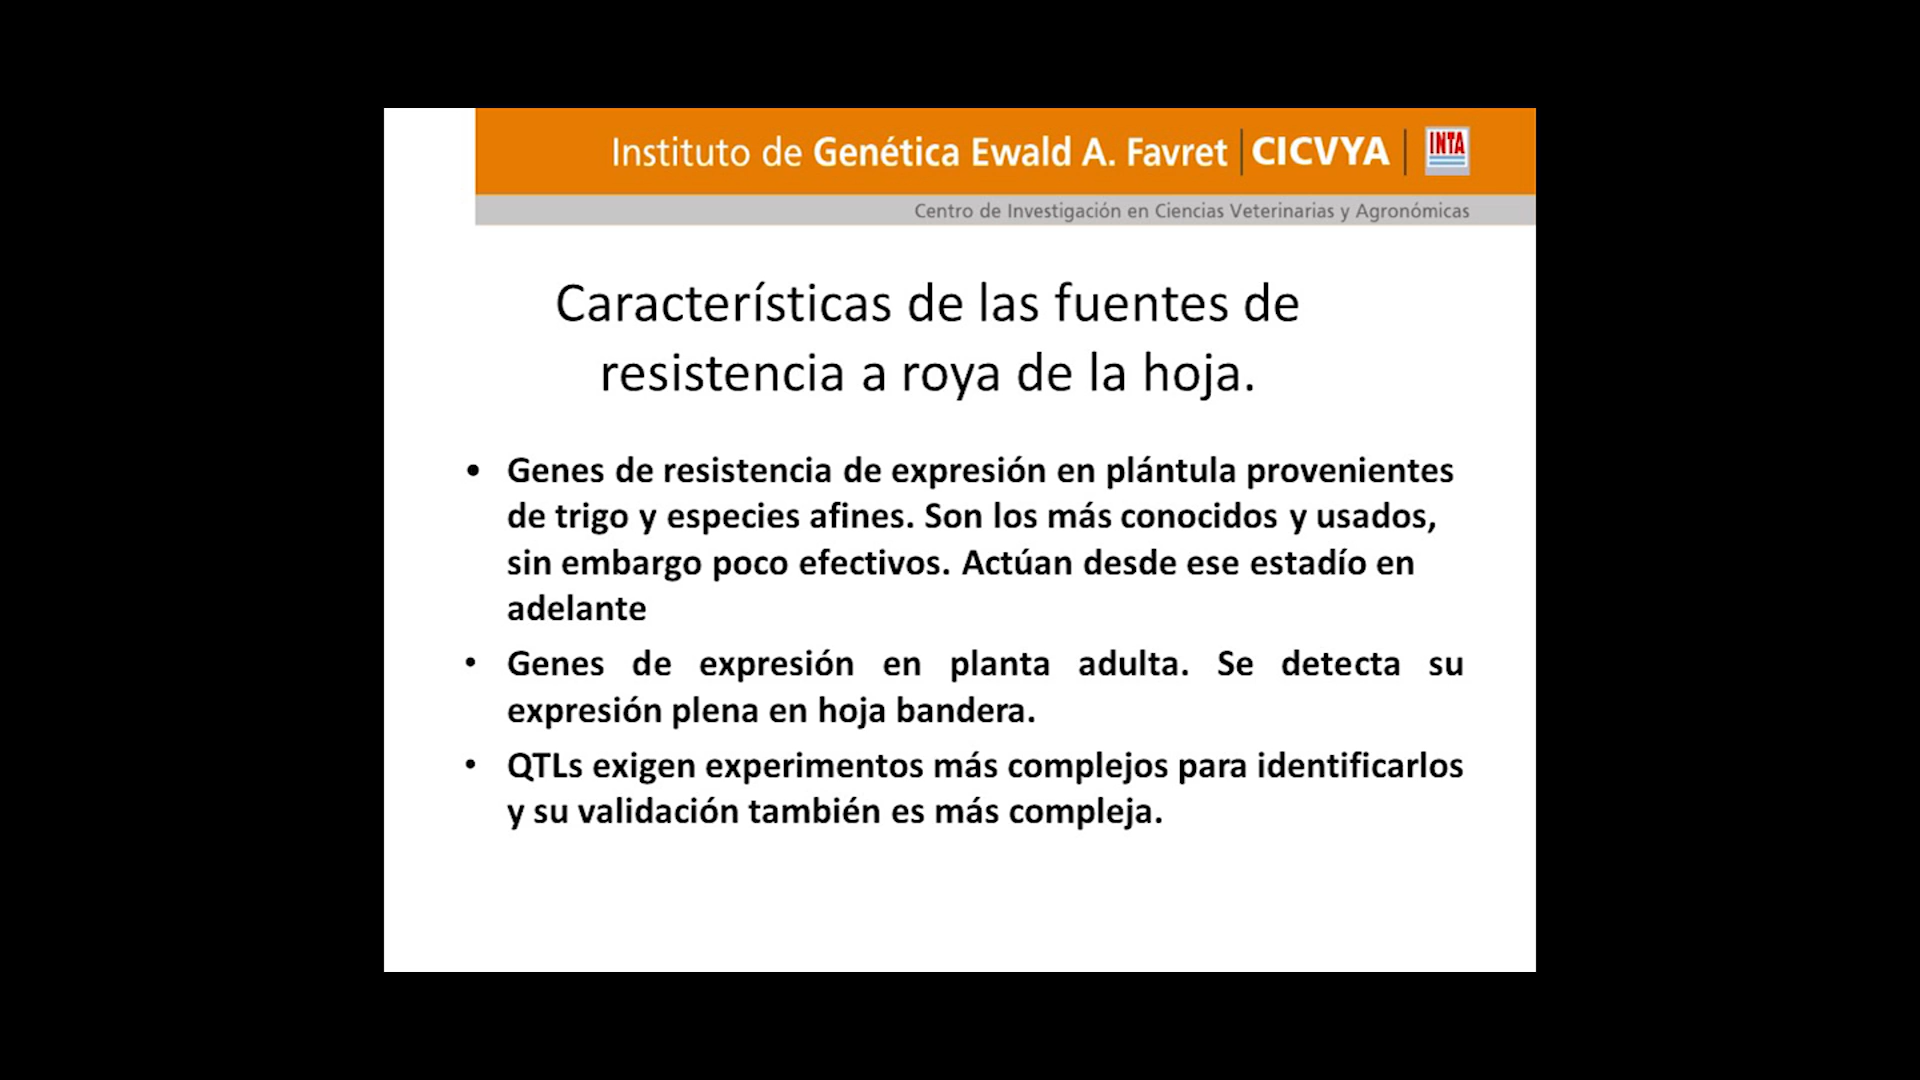 Instituto de Genética Ewald A. Favret | CICVYA | INTA
Centro de Investigación en Ciencias Veterinarias y Agronómicas
Características de las fuentes de
resistencia a roya de la hoja.
• Genes de resistencia de expresión en plántula provenientes
de trigo y especies afines. Son los más conocidos y usados,
sin embargo poco efectivos. Actúan desde ese estadío en
adelante
• Genes de expresión en planta adulta. Se detecta su
expresión plena en hoja bandera.
• QTLs exigen experimentos más complejos para identificarlos
y su validación también es más compleja.